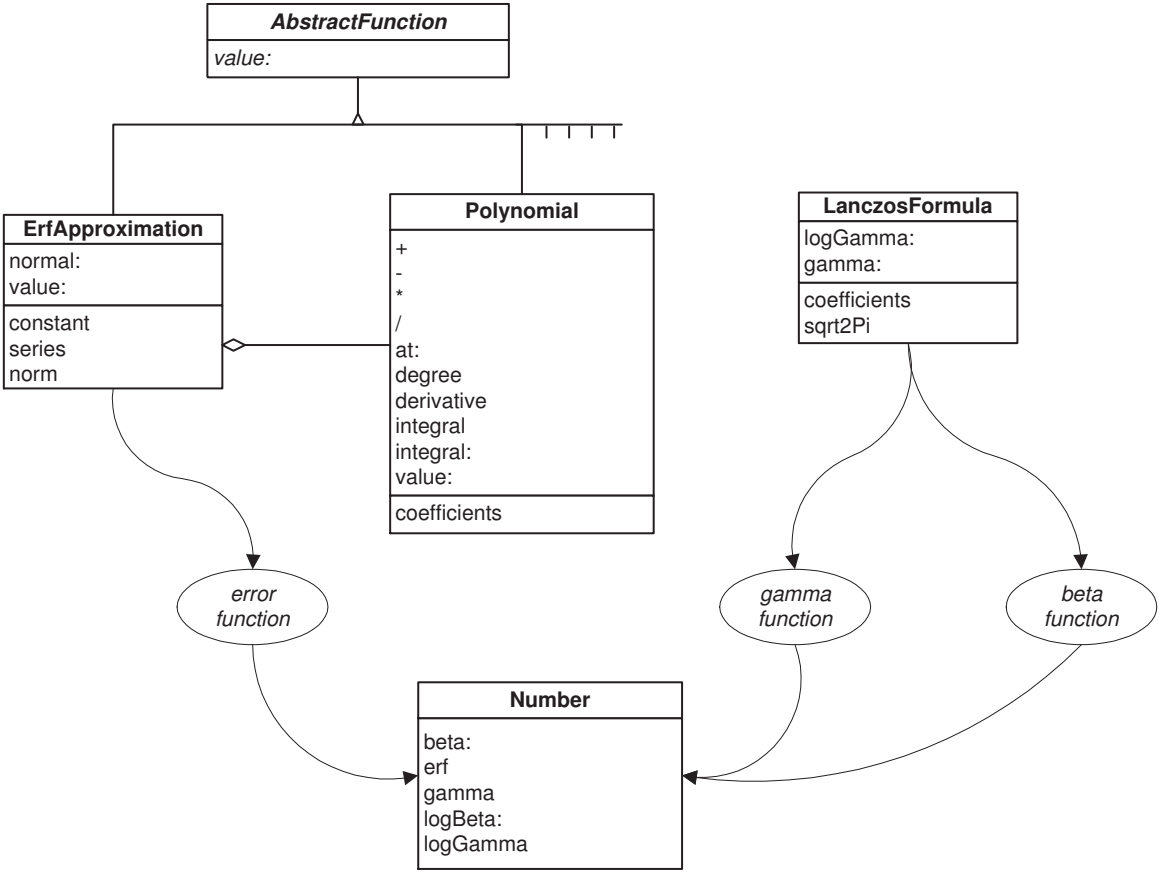 AbstractFunction
value:
ErfApproximation
normal:
value:
constant
series
norm
Polynomial
+
-
*
/
at:
degree
derivative
integral
integral:
value:
coefficients
LanczosFormula
logGamma:
gamma:
coefficients
sqrt2Pi
error
function
gamma
function
beta
function
Number
beta:
erf
gamma
logBeta:
logGamma